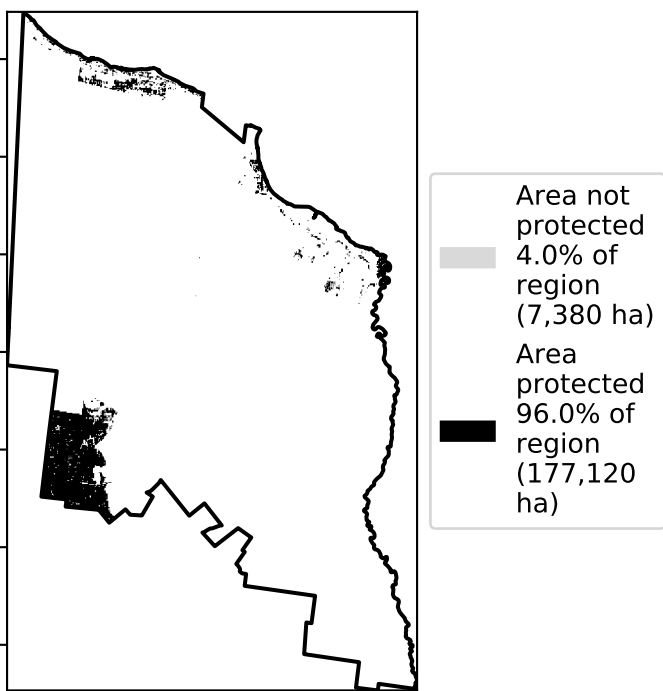 Area not
protected
4.0% of
region
(7,380 ha)
Area
protected
96.0% of
region
(177,120
ha)